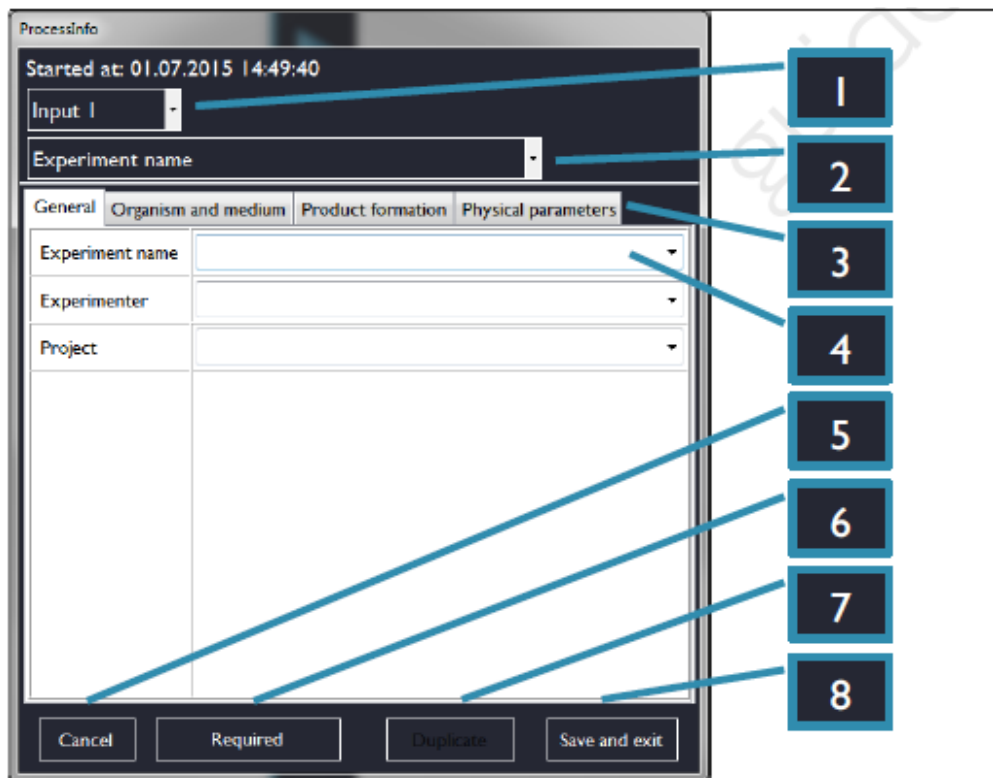 ProcessInfo
Started at: 01.07.2015 14:49:40
Input 1
1
Experiment name
2
General Organism and medium Product formation Physical parameters
3
Experiment name
4
Experimenter
Project
5
6
7
8
Cancel Required Duplicate Save and exit